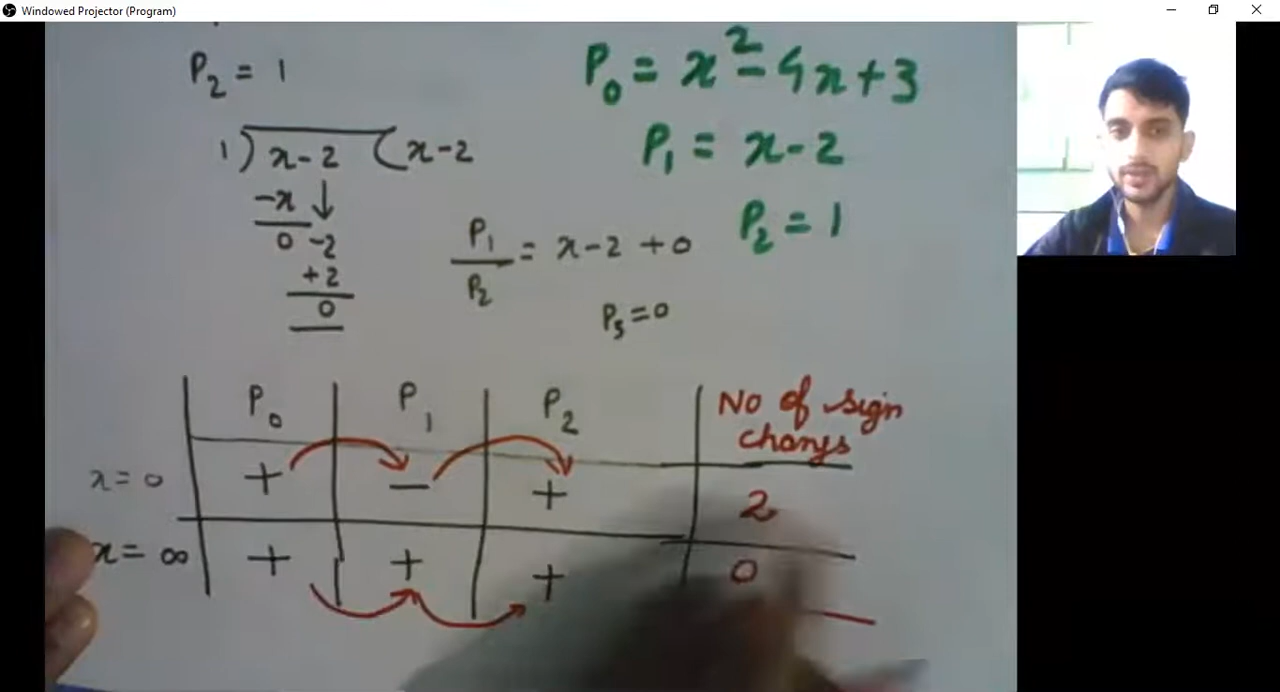 Windowed Projector (Program)
P₂ = 1
1) x-2 (x-2
-x
0 -2
+2
0
P₁/P₂ = x-2 + 0
P₃=0
P₀ = x²-4x+3
P₁ = x-2
P₂ = 1
P₀ P₁ P₂ No of sign changs
x=0 + - + 2
x = ∞ + + + 0